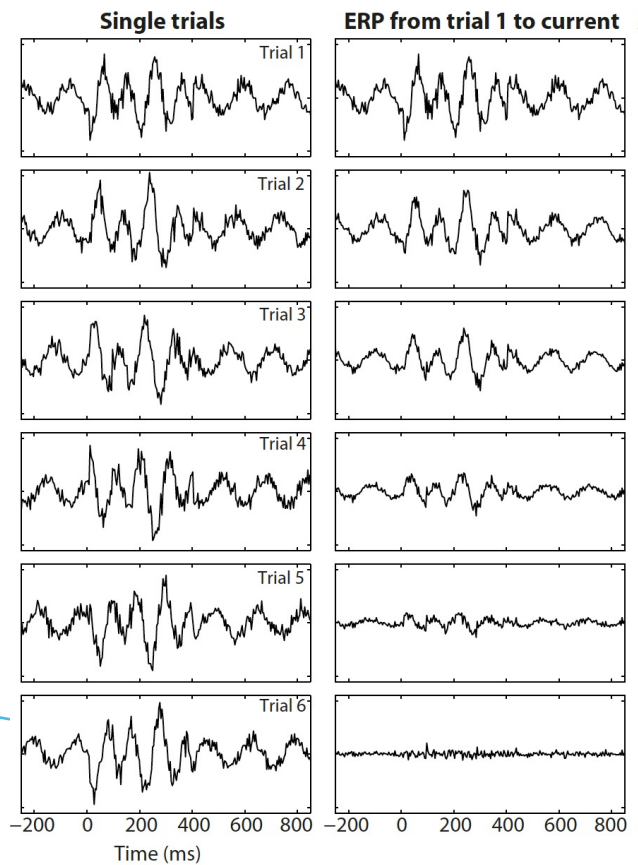 Single trials
ERP from trial 1 to current
Trial 1
Trial 2
Trial 3
Trial 4
Trial 5
Trial 6
−200 0 200 400 600 800
−200 0 200 400 600 800
Time (ms)